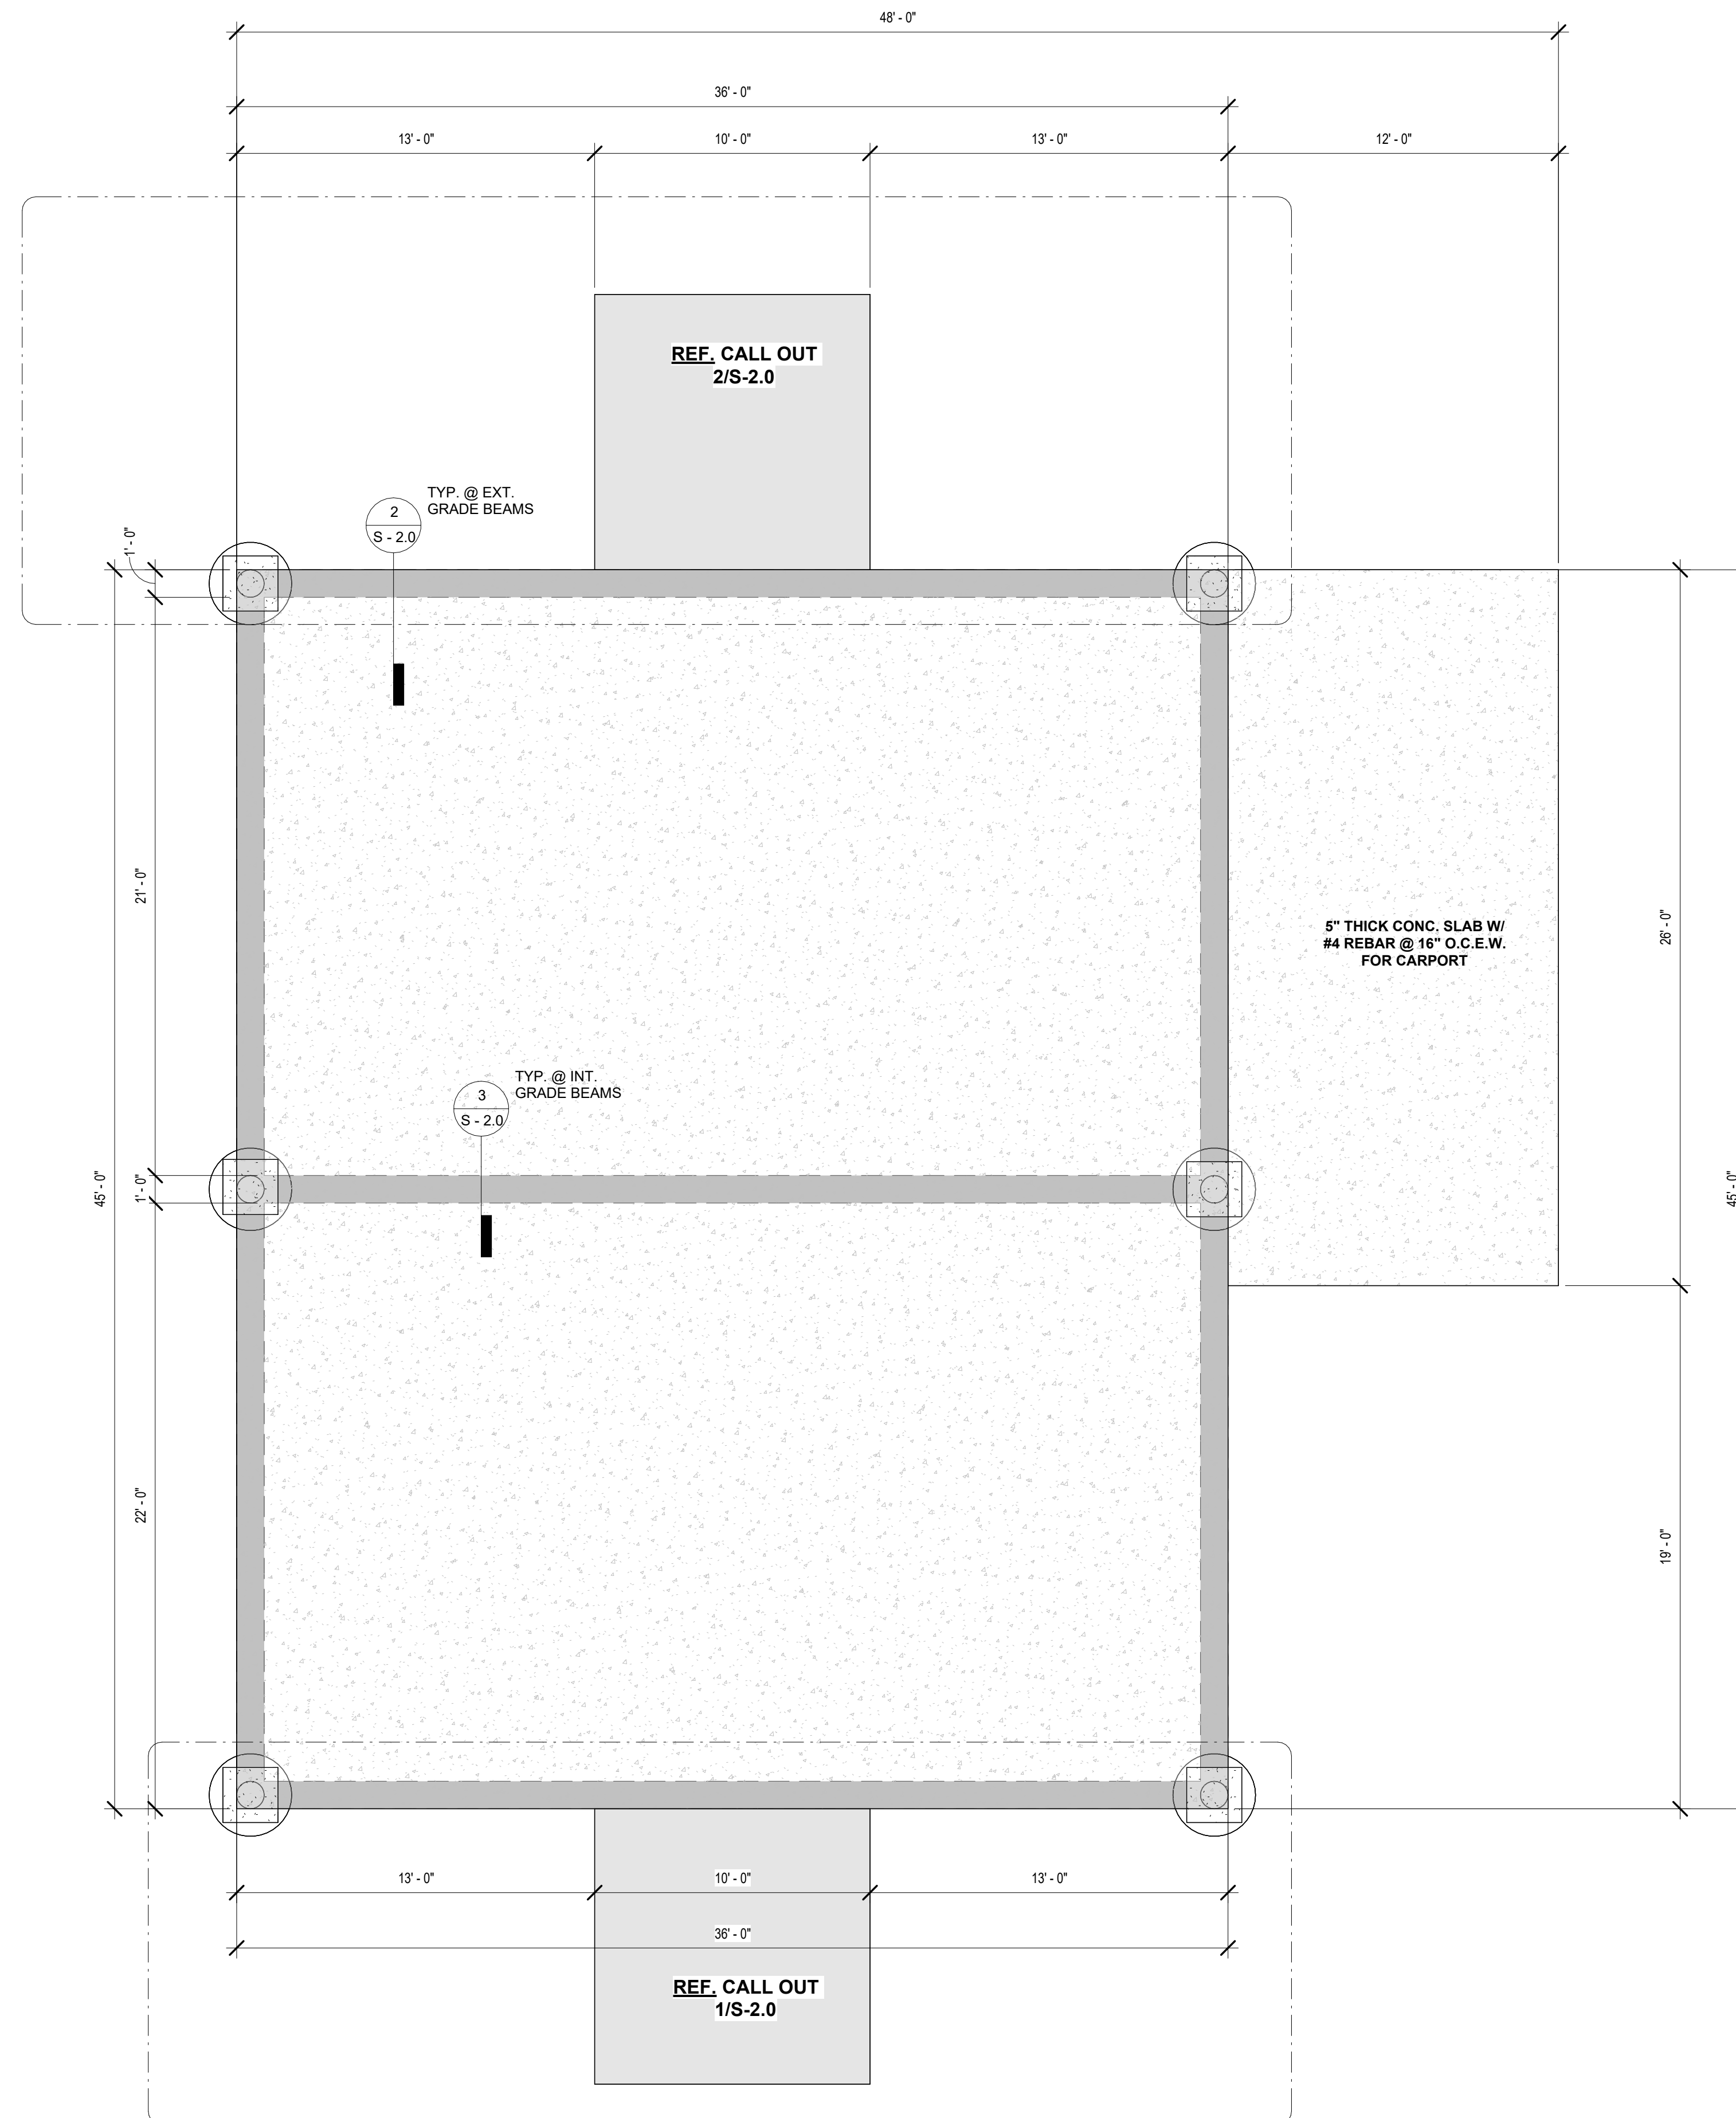 48' - 0"
36' - 0"
13' - 0"
10' - 0"
13' - 0"
12' - 0"
REF. CALL OUT
2/S-2.0
TYP. @ EXT.
GRADE BEAMS
2
S - 2.0
1' - 0"
21' - 0"
26' - 0"
5" THICK CONC. SLAB W/
#4 REBAR @ 16" O.C.E.W.
FOR CARPORT
TYP. @ INT.
GRADE BEAMS
3
S - 2.0
45' - 0"
1' - 0"
45' - 0"
22' - 0"
19' - 0"
13' - 0"
10' - 0"
13' - 0"
36' - 0"
REF. CALL OUT
1/S-2.0